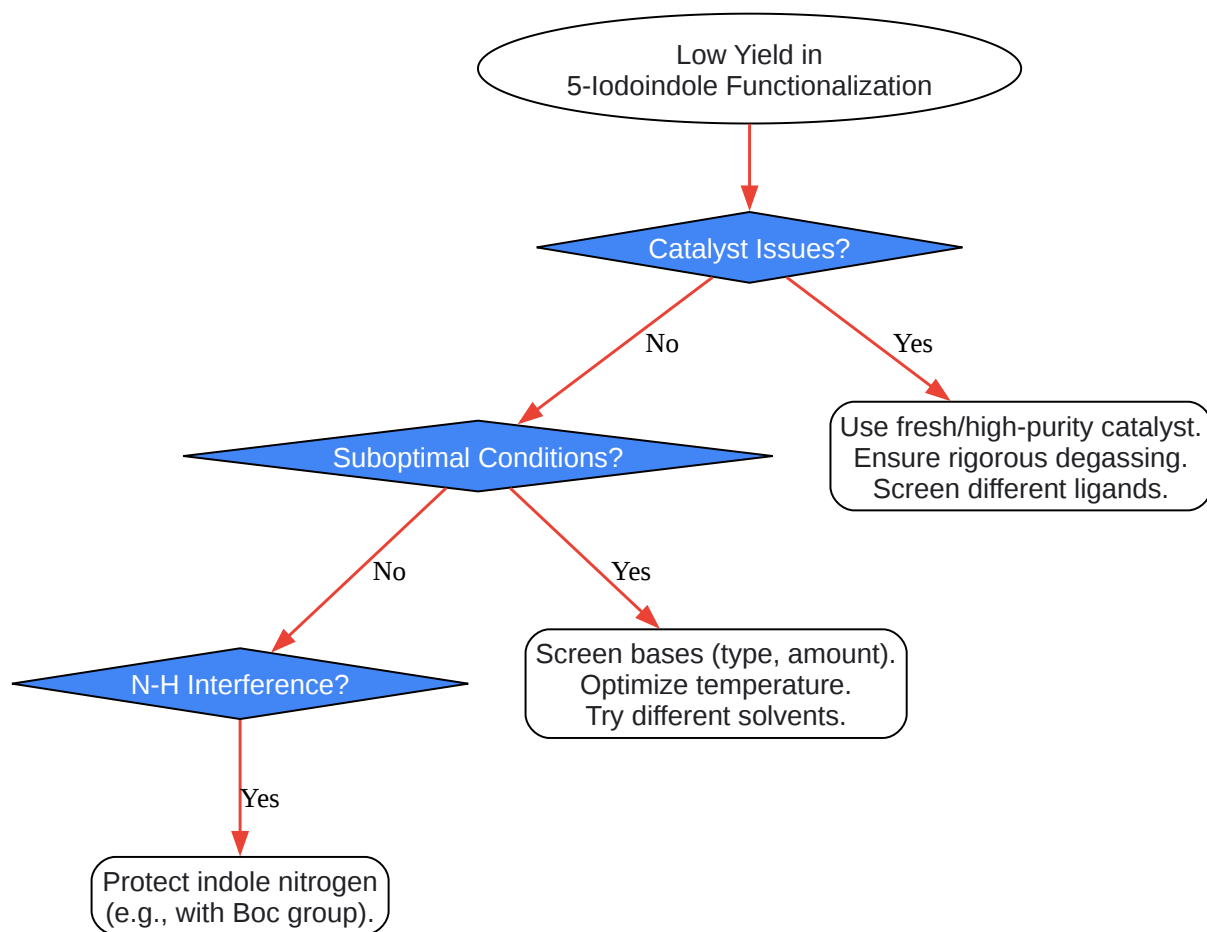 Low Yield in
5-Iodoindole Functionalization
Catalyst Issues?
No
Yes
Use fresh/high-purity catalyst.
Ensure rigorous degassing.
Screen different ligands.
Suboptimal Conditions?
No
Yes
Screen bases (type, amount).
Optimize temperature.
Try different solvents.
N-H Interference?
Yes
Protect indole nitrogen
(e.g., with Boc group).